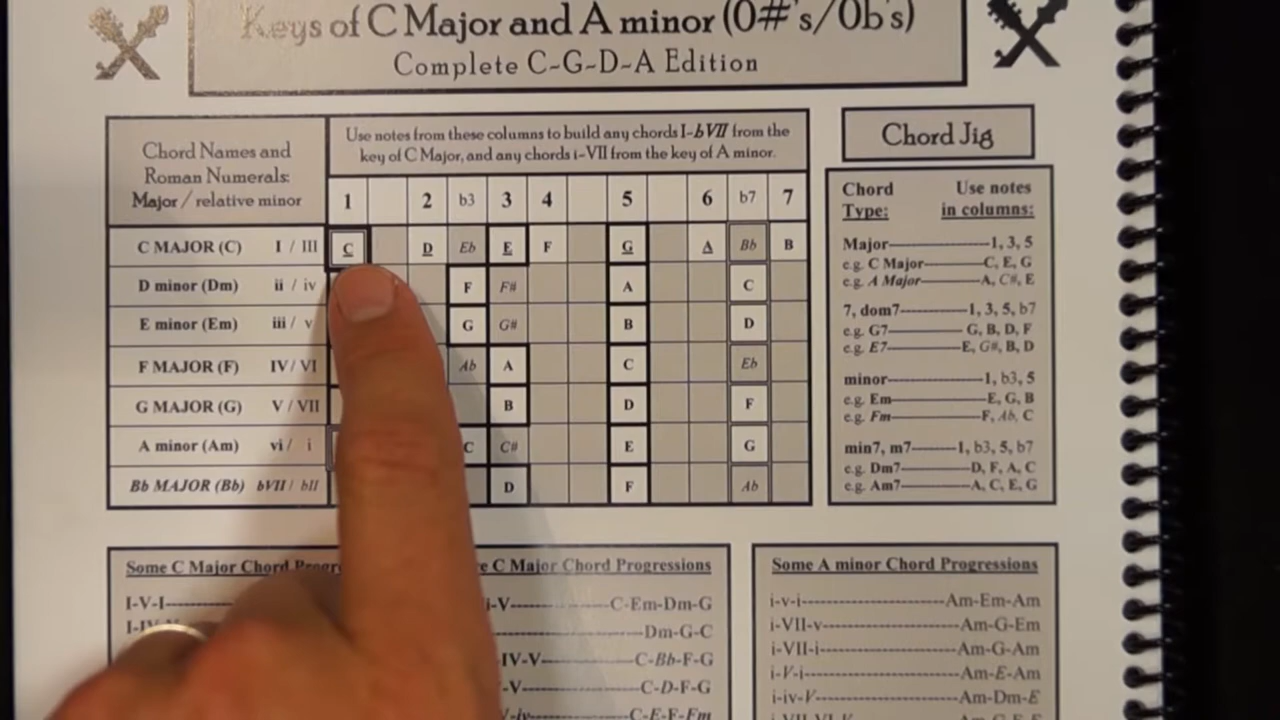 Keys of C Major and A minor (0#'s/0b's)
Complete C-G-D-A Edition
Chord Names and
Roman Numerals:
Major / relative minor
Use notes from these columns to build any chords I-bVII from the
key of C Major, and any chords i-VII from the key of A minor.
1 2 b3 3 4 5 6 b7 7
C MAJOR (C) I / III C D Eb E F G A Bb B
D minor (Dm) ii / iv F F# A C
E minor (Em) iii / v G G# B D
F MAJOR (F) IV / VI Ab A C Eb
G MAJOR (G) V / VII B D F
A minor (Am) vi / i C C# E G
Bb MAJOR (Bb) bVII / bII D F Ab
Chord Jig
Chord Use notes
Type: in columns:
Major----------1, 3, 5
e.g. C Major----------C, E, G
e.g. A Major----------A, C#, E
7, dom7----------1, 3, 5, b7
e.g. G7----------G, B, D, F
e.g. E7----------E, G#, B, D
minor----------1, b3, 5
e.g. Em----------E, G, B
e.g. Fm----------F, Ab, C
min7, m7----------1, b3, 5, b7
e.g. Dm7----------D, F, A, C
e.g. Am7----------A, C, E, G
Some C Major Chord
I-V-I----------
C Major Chord Progressions
-V----------C-Em-Dm-G
----------Dm-G-C
IV-V----------C-Bb-F-G
-V----------C-D-F-G
C-E-F-Fm
Some A minor Chord Progressions
i-v-i----------Am-Em-Am
i-VII-v----------Am-G-Em
i-VII-i----------Am-G-Am
i-V-i----------Am-E-Am
i-iv-V----------Am-Dm-E